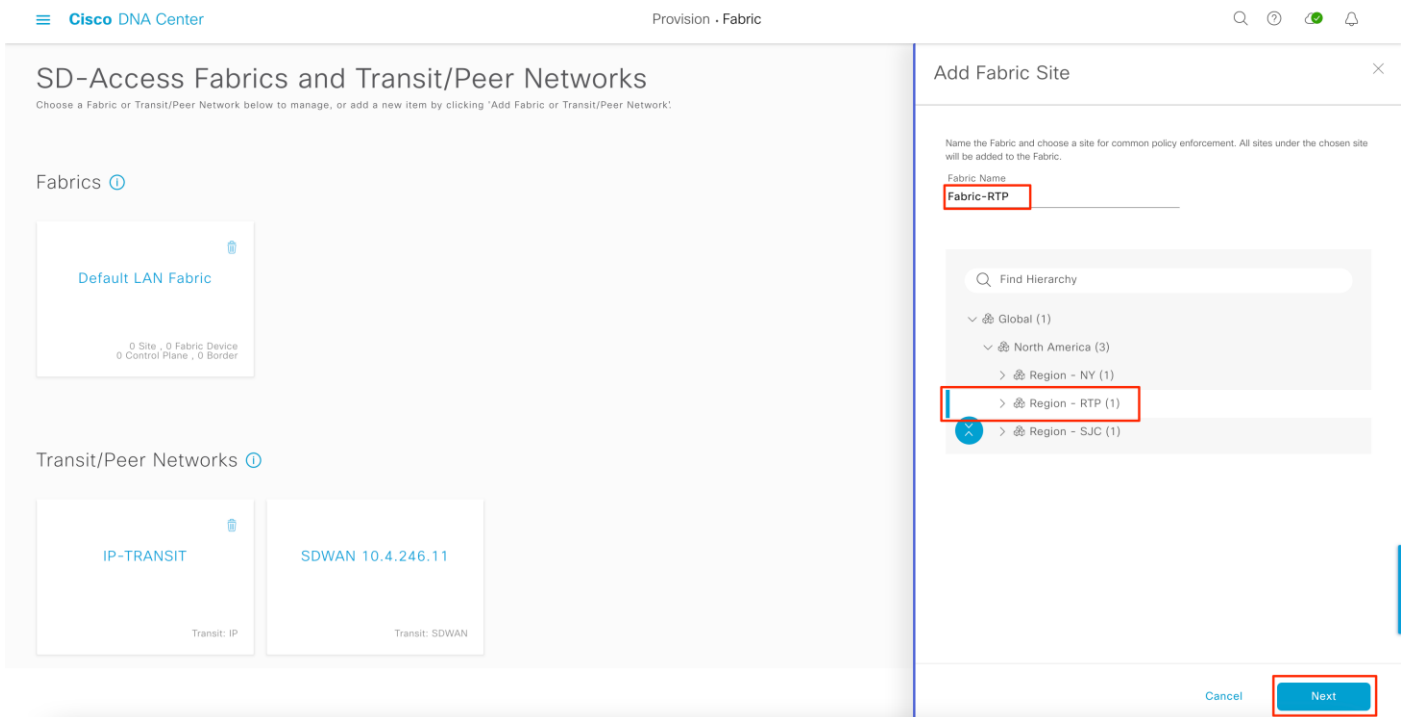 Cisco DNA Center
Provision · Fabric
SD-Access Fabrics and Transit/Peer Networks
Choose a Fabric or Transit/Peer Network below to manage, or add a new item by clicking 'Add Fabric or Transit/Peer Network'.
Fabrics
Default LAN Fabric
0 Site , 0 Fabric Device
0 Control Plane , 0 Border
Transit/Peer Networks
IP-TRANSIT
Transit: IP
SDWAN 10.4.246.11
Transit: SDWAN
Add Fabric Site
Name the Fabric and choose a site for common policy enforcement. All sites under the chosen site
will be added to the Fabric.
Fabric Name
Fabric-RTP
Find Hierarchy
Global (1)
North America (3)
Region - NY (1)
Region - RTP (1)
Region - SJC (1)
Cancel
Next